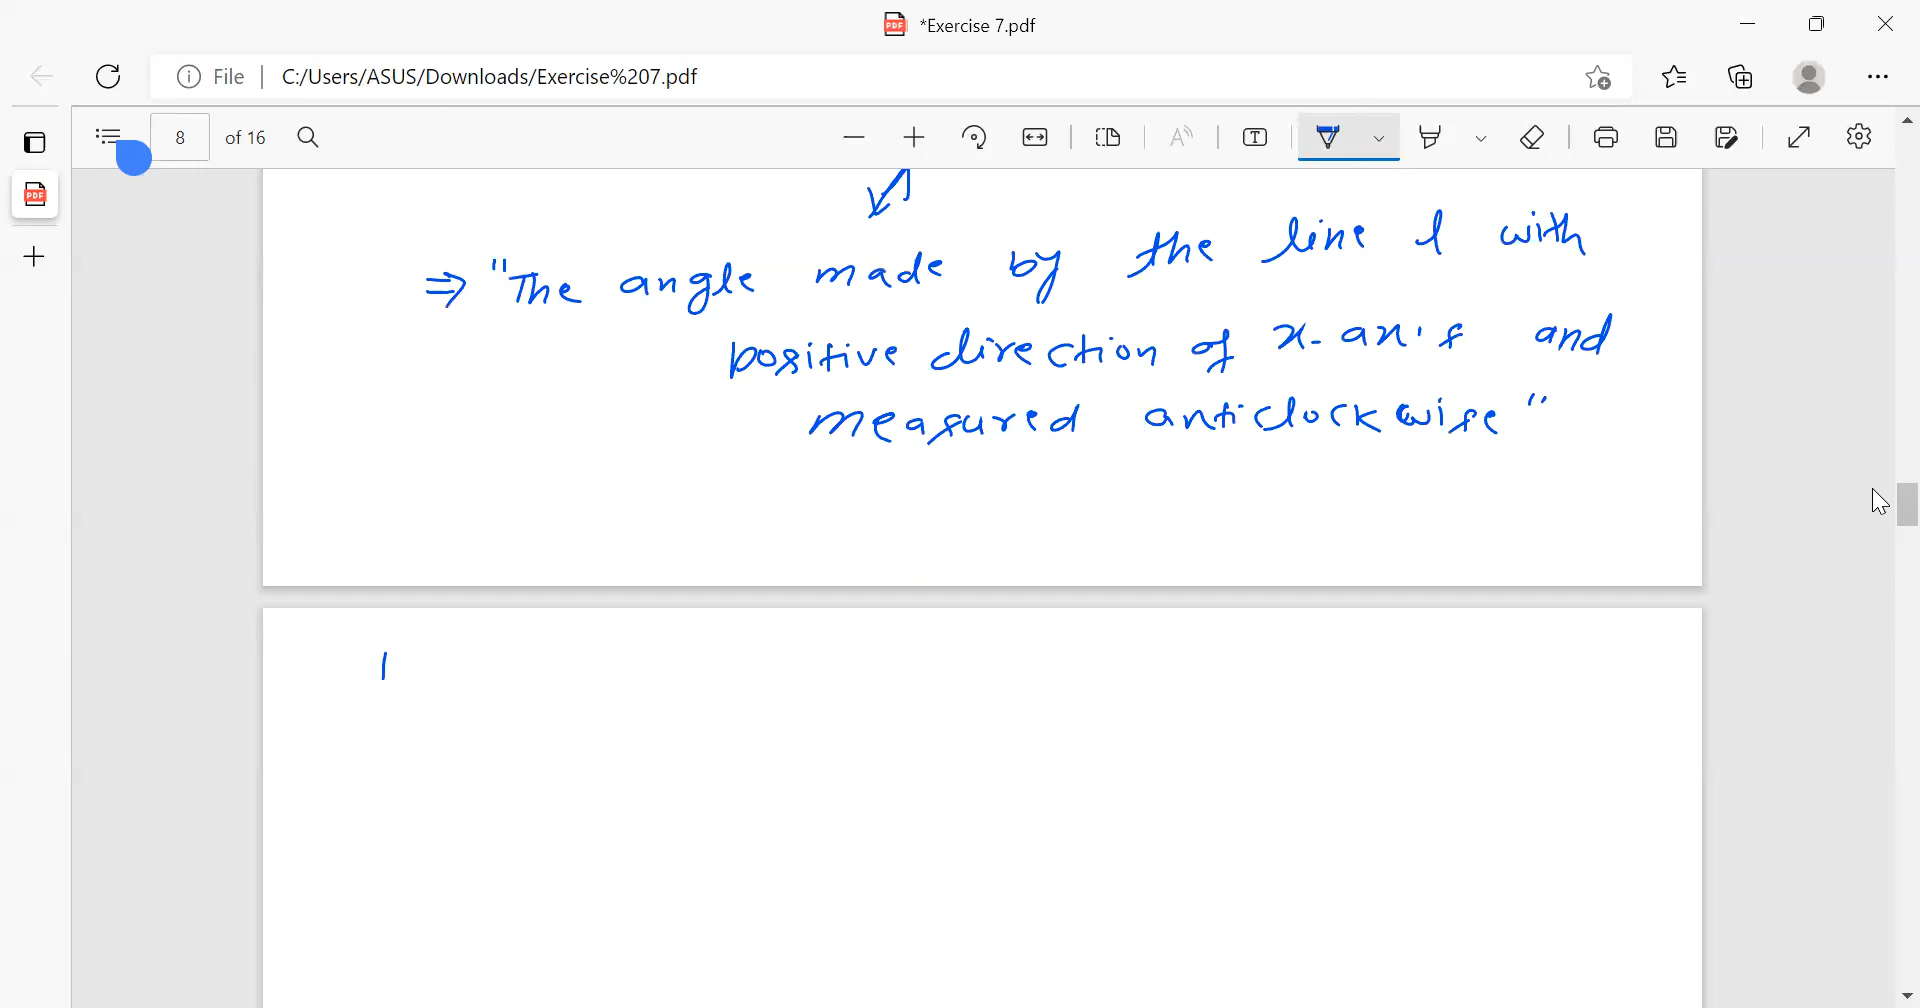 *Exercise 7.pdf
File | C:/Users/ASUS/Downloads/Exercise%207.pdf
8 of 16
⇒ "The angle made by the line l with
positive direction of x-axis and
measured anticlockwise"